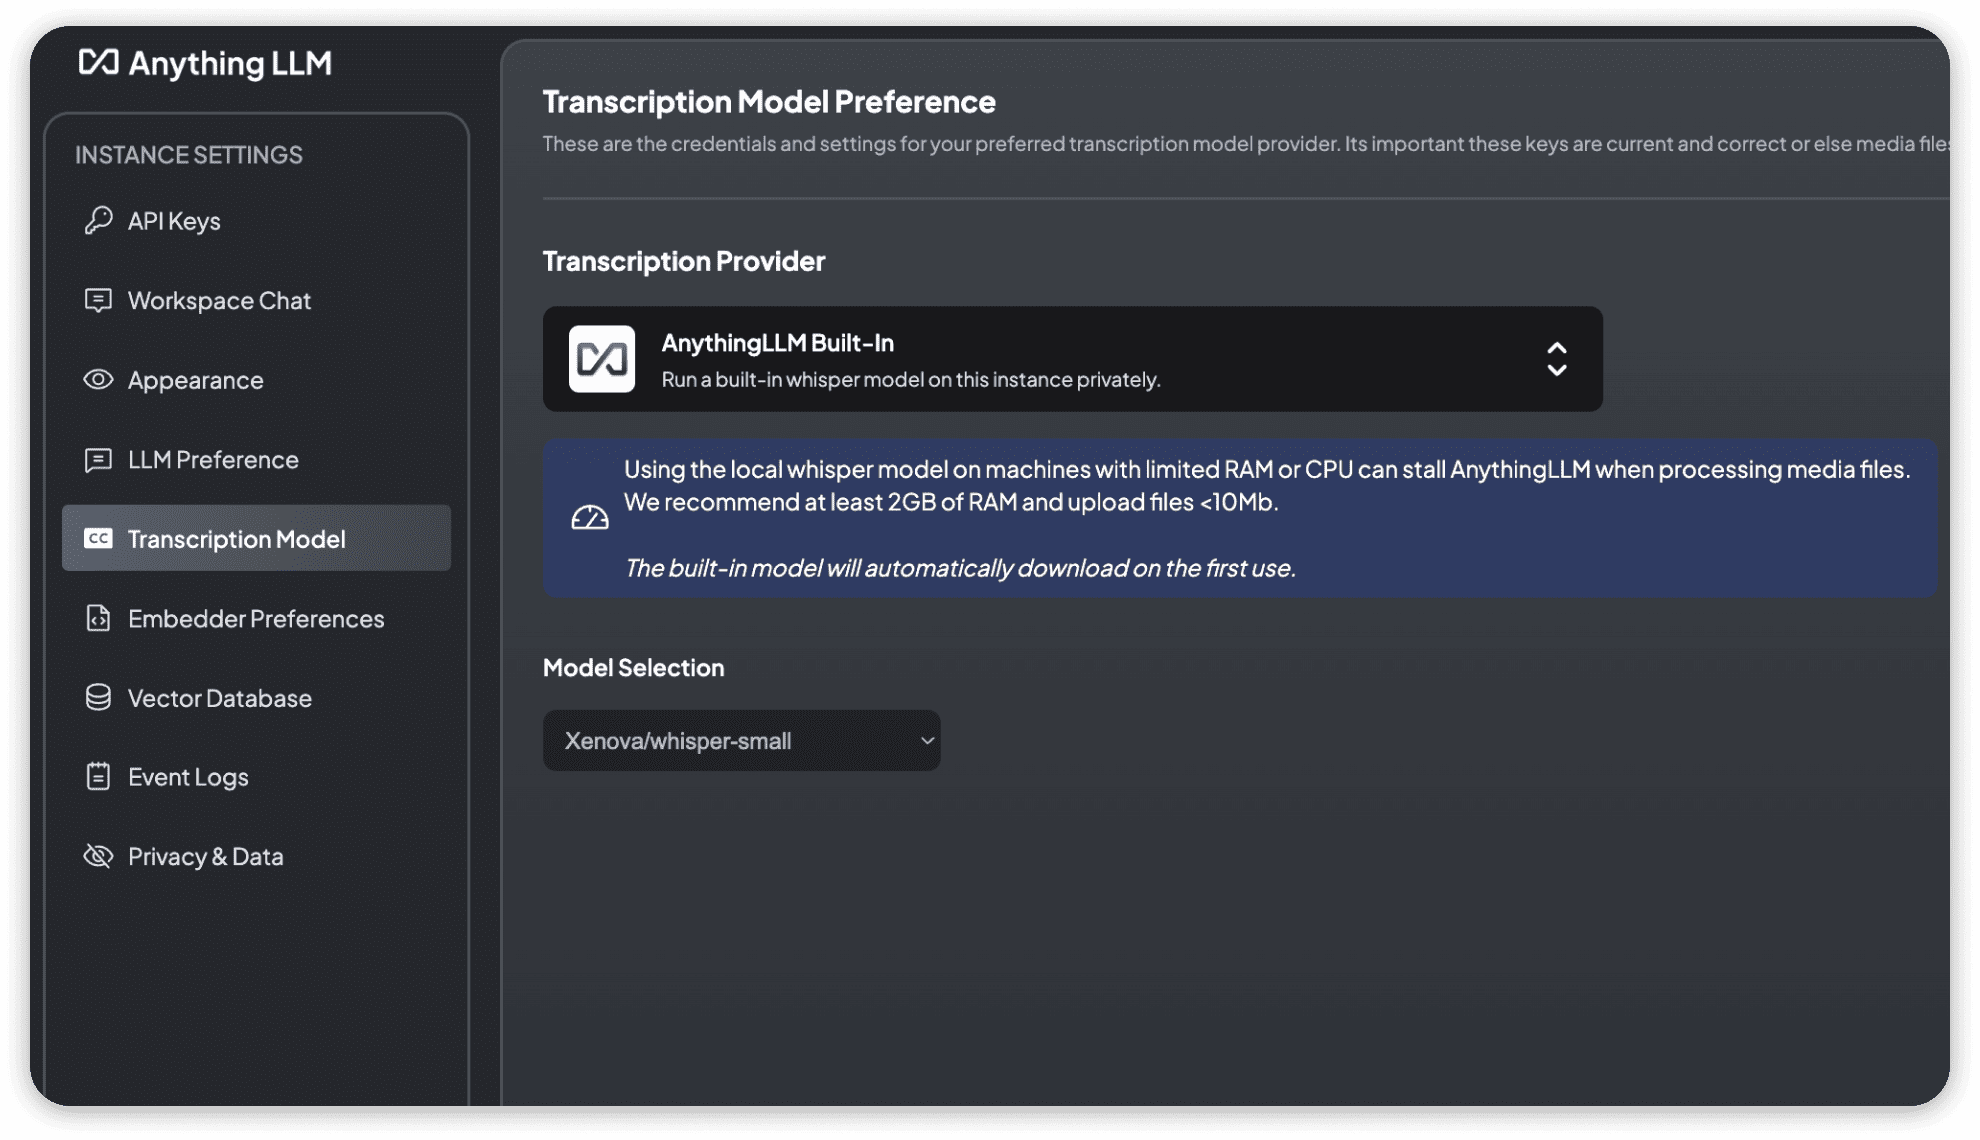 Anything LLM
INSTANCE SETTINGS
API Keys
Workspace Chat
Appearance
LLM Preference
CC Transcription Model
Embedder Preferences
Vector Database
Event Logs
Privacy & Data
Transcription Model Preference
These are the credentials and settings for your preferred transcription model provider. Its important these keys are current and correct or else media files
Transcription Provider
AnythingLLM Built-In
Run a built-in whisper model on this instance privately.
Using the local whisper model on machines with limited RAM or CPU can stall AnythingLLM when processing media files.
We recommend at least 2GB of RAM and upload files <10Mb.
The built-in model will automatically download on the first use.
Model Selection
Xenova/whisper-small